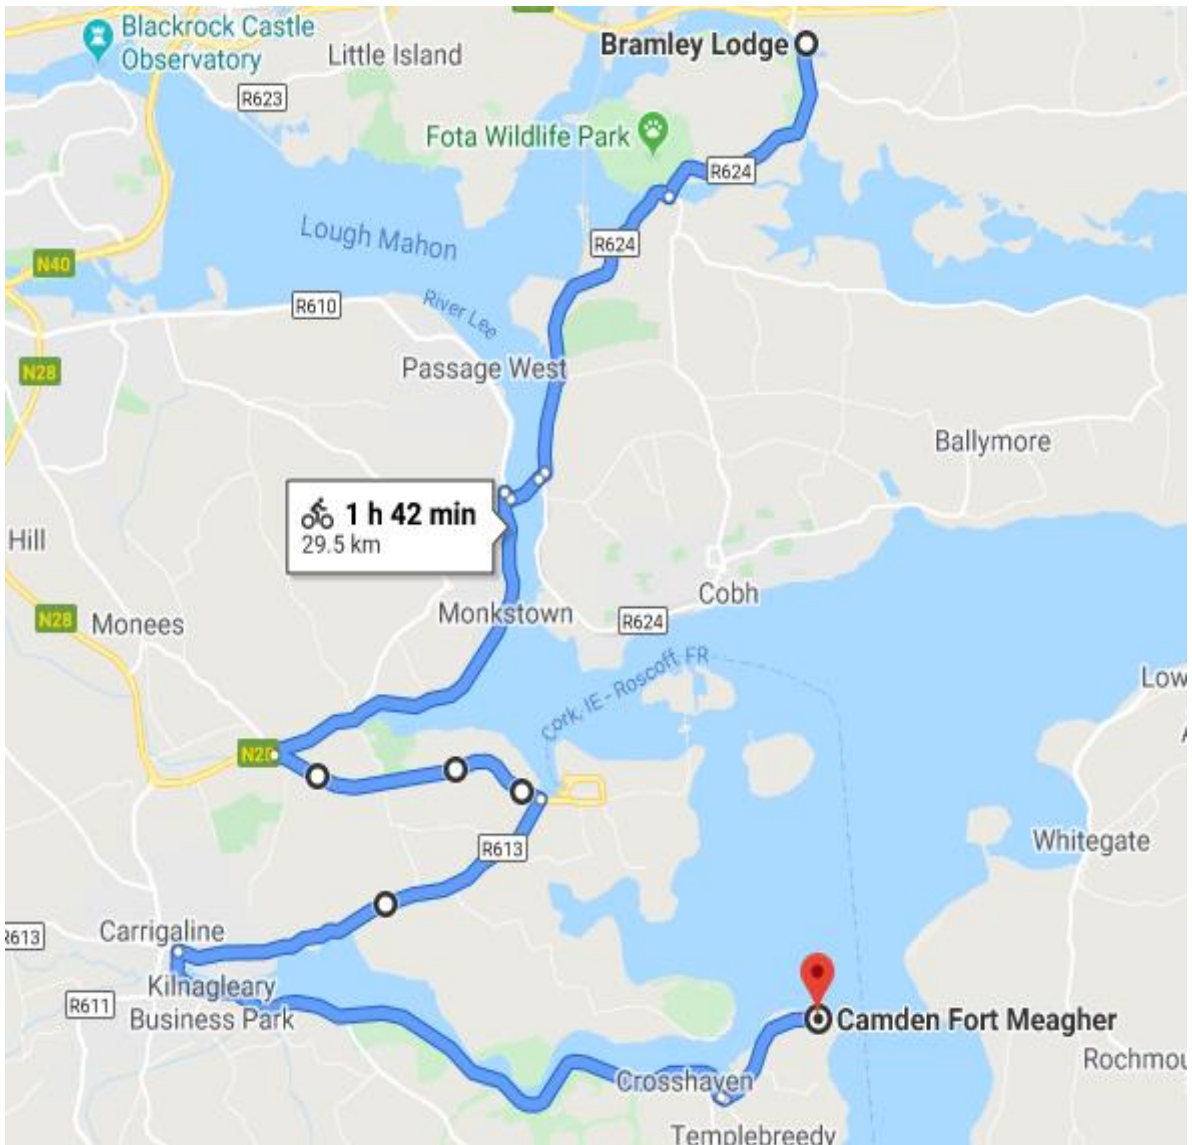 Blackrock Castle
Observatory
Little Island
Bramley Lodge
R623
Fota Wildlife Park
R624
Lough Mahon
R624
N40
River Lee
R610
N28
Passage West
Ballymore
1 h 42 min
29.5 km
Hill
Cobh
Monkstown
N28
Monees
R624
Cork, IE - Roscoff, FR
Low
Whitegate
R613
Carrigaline
R613
Kilnagleary
Business Park
R611
Camden Fort Meagher
Rochmou
Crosshaven
Templebreedy